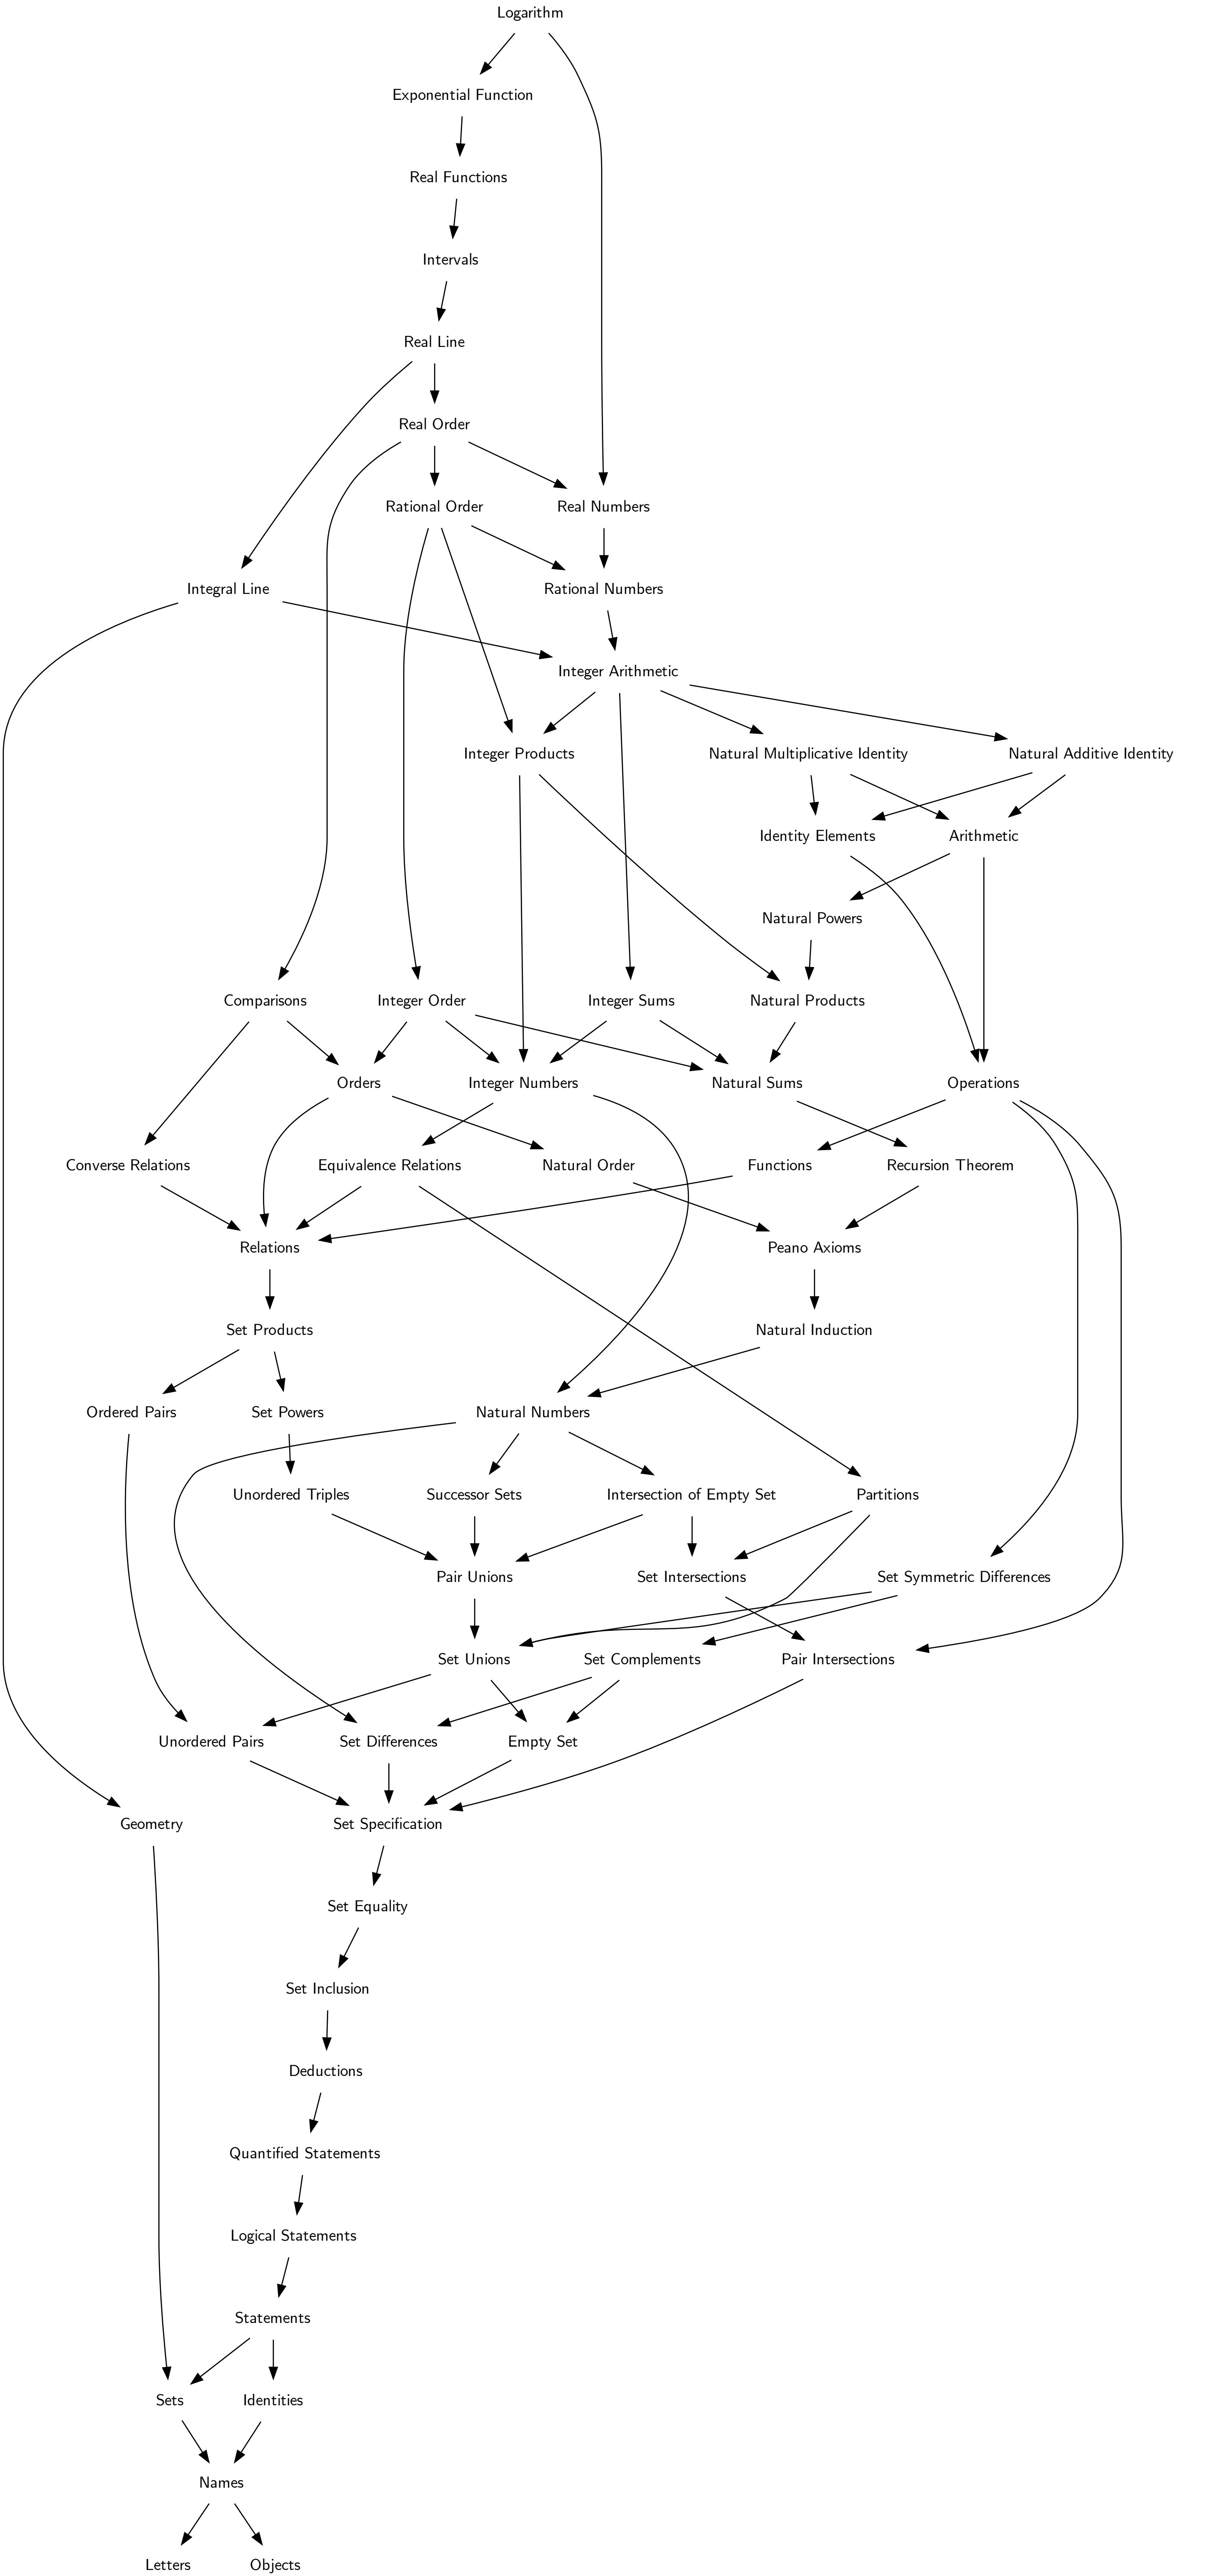 Logarithm
Exponential Function
Real Functions
Intervals
Real Line
Real Order
Rational Order
Real Numbers
Integral Line
Rational Numbers
Integer Arithmetic
Integer Products
Natural Multiplicative Identity
Natural Additive Identity
Identity Elements
Arithmetic
Natural Powers
Comparisons
Integer Order
Integer Sums
Natural Products
Orders
Integer Numbers
Natural Sums
Operations
Converse Relations
Equivalence Relations
Natural Order
Functions
Recursion Theorem
Relations
Peano Axioms
Set Products
Natural Induction
Ordered Pairs
Set Powers
Natural Numbers
Unordered Triples
Successor Sets
Intersection of Empty Set
Partitions
Pair Unions
Set Intersections
Set Symmetric Differences
Set Unions
Set Complements
Pair Intersections
Unordered Pairs
Set Differences
Empty Set
Geometry
Set Specification
Set Equality
Set Inclusion
Deductions
Quantified Statements
Logical Statements
Statements
Sets
Identities
Names
Letters
Objects